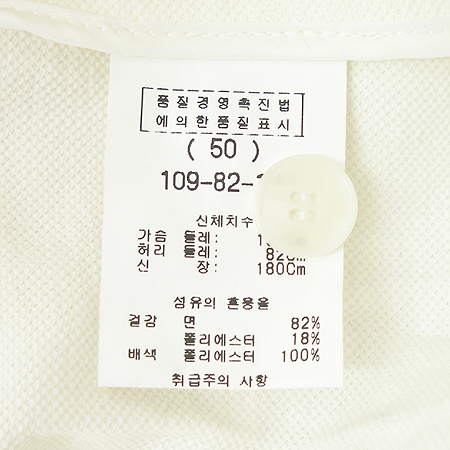 품질경영촉진법
에의한품질표시
( 50 )
109-82-
신체치수
가슴 둘레:
허리 둘레: 82cm
신 장: 180Cm
섬유의 혼용율
겉감 면 82%
폴리에스터 18%
배색 폴리에스터 100%
취급주의 사항